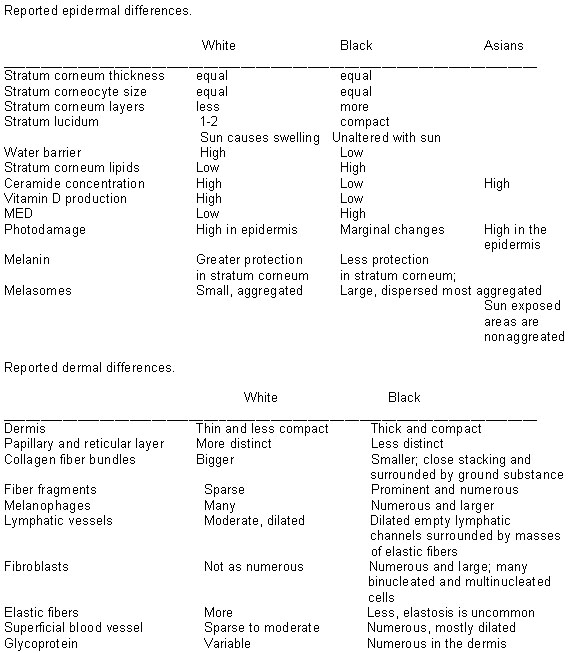 Reported epidermal differences.
White Black Asians
Stratum corneum thickness equal equal
Stratum corneocyte size equal equal
Stratum corneum layers less more
Stratum lucidum 1-2 compact
Sun causes swelling Unaltered with sun
Water barrier High Low
Stratum corneum lipids Low High
Ceramide concentration High Low High
Vitamin D production High Low
MED Low High
Photodamage High in epidermis Marginal changes High in the
epidermis
Melanin Greater protection Less protection
in stratum corneum in stratum corneum;
Melasomes Small, aggregated Large, dispersed most aggregated
Sun exposed
areas are
nonaggreated
Reported dermal differences.
White Black
Dermis Thin and less compact Thick and compact
Papillary and reticular layer More distinct Less distinct
Collagen fiber bundles Bigger Smaller; close stacking and
surrounded by ground substance
Fiber fragments Sparse Prominent and numerous
Melanophages Many Numerous and larger
Lymphatic vessels Moderate, dilated Dilated empty lymphatic
channels surrounded by masses
of elastic fibers
Fibroblasts Not as numerous Numerous and large; many
binucleated and multinucleated
cells
Elastic fibers More Less, elastosis is uncommon
Superficial blood vessel Sparse to moderate Numerous, mostly dilated
Glycoprotein Variable Numerous in the dermis